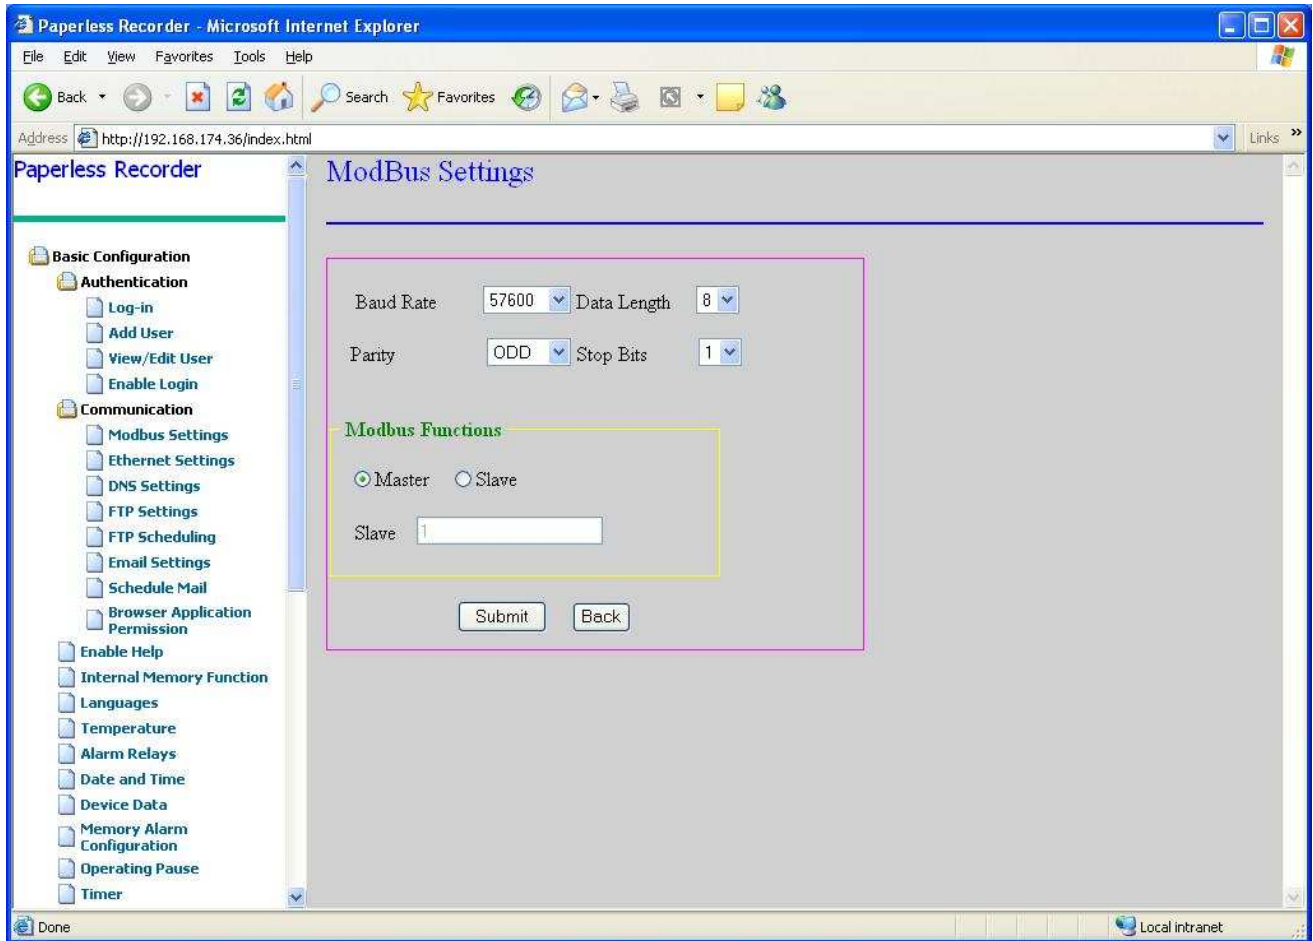 Paperless Recorder - Microsoft Internet Explorer
File Edit View Favorites Tools Help
Back Search Favorites
Address http://192.168.174.36/index.html Links »
Paperless Recorder
Basic Configuration
Authentication
Log-in
Add User
View/Edit User
Enable Login
Communication
Modbus Settings
Ethernet Settings
DNS Settings
FTP Settings
FTP Scheduling
Email Settings
Schedule Mail
Browser Application
Permission
Enable Help
Internal Memory Function
Languages
Temperature
Alarm Relays
Date and Time
Device Data
Memory Alarm
Configuration
Operating Pause
Timer
ModBus Settings
Baud Rate 57600 Data Length 8
Parity ODD Stop Bits 1
Modbus Functions
Master Slave
Slave 1
Submit Back
Done Local intranet